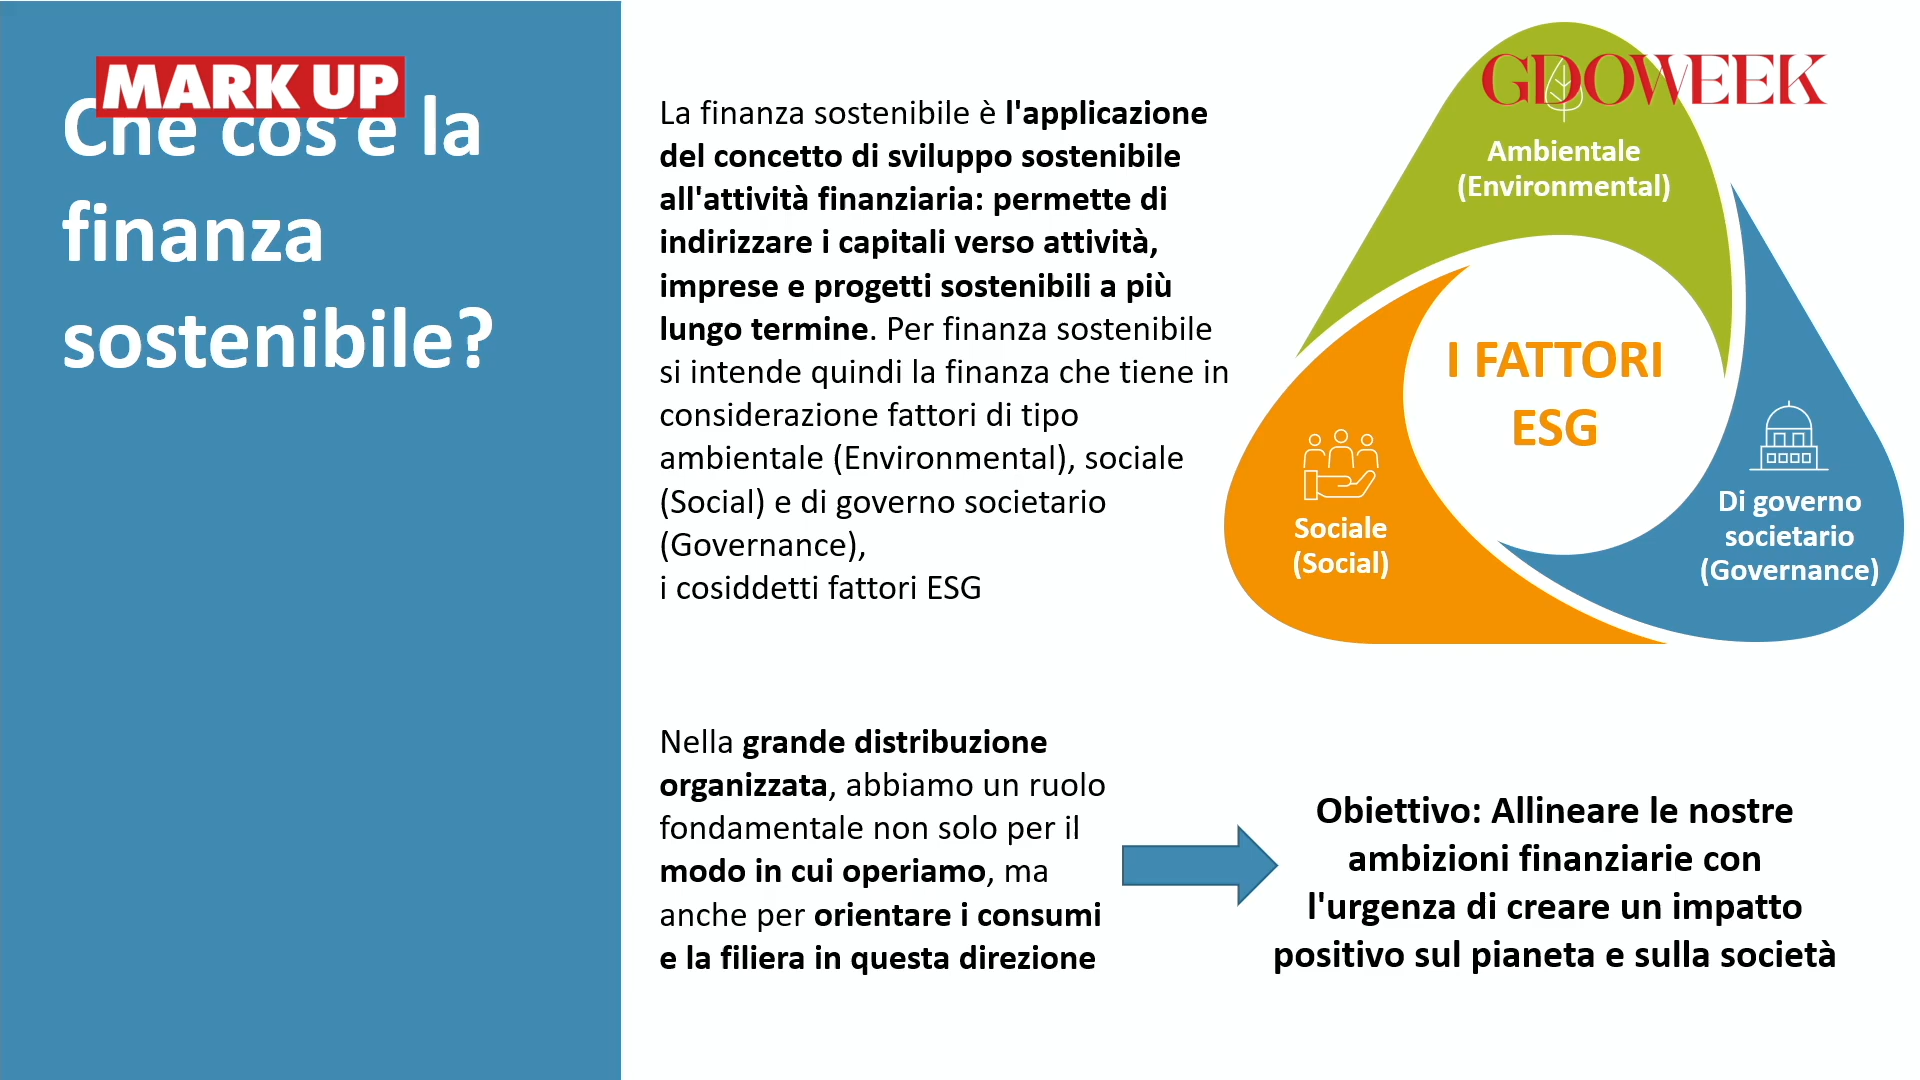 MARK UP
Che cos'è la
finanza
sostenibile?
La finanza sostenibile è l'applicazione
del concetto di sviluppo sostenibile
all'attività finanziaria: permette di
indirizzare i capitali verso attività,
imprese e progetti sostenibili a più
lungo termine. Per finanza sostenibile
si intende quindi la finanza che tiene in
considerazione fattori di tipo
ambientale (Environmental), sociale
(Social) e di governo societario
(Governance),
i cosiddetti fattori ESG
GDOWEEK
Ambientale
(Environmental)
I FATTORI
ESG
Sociale
(Social)
Di governo
societario
(Governance)
Nella grande distribuzione
organizzata, abbiamo un ruolo
fondamentale non solo per il
modo in cui operiamo, ma
anche per orientare i consumi
e la filiera in questa direzione
Obiettivo: Allineare le nostre
ambizioni finanziarie con
l'urgenza di creare un impatto
positivo sul pianeta e sulla società